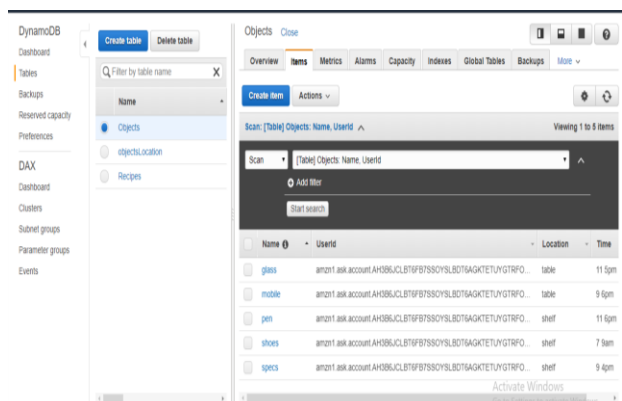 DynamoDB
Dashboard
Tables
Backups
Reserved capacity
Preferences
DAX
Dashboard
Clusters
Subnet groups
Parameter groups
Events
Create table Delete table
Filter by table name X
Name
Objects
objectsLocation
Recipes
Objects Close
Overview Items Metrics Alarms Capacity Indexes Global Tables Backups More
Create item Actions
Scan: [Table] Objects: Name, UserId Viewing 1 to 5 items
Scan [Table] Objects: Name, UserId
Add filter
Start search
Name UserId Location Time
glass amzn1.ask.account. table 11 5pm
mobile amzn1.ask.account. table 9 6pm
pen amzn1.ask.account. shelf 11 6pm
shoes amzn1.ask.account. shelf 7 9am
specs amzn1.ask.account. shelf 9 4pm
Activate Windows